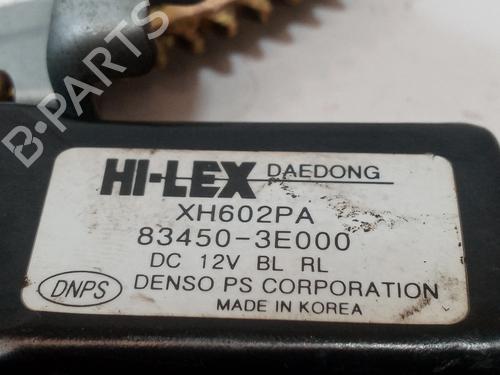 B-PARTS
HI-LEX DAEDONG
XH602PA
83450-3E000
DC 12V BL RL
DNPS DENSO PS CORPORATION
MADE IN KOREA